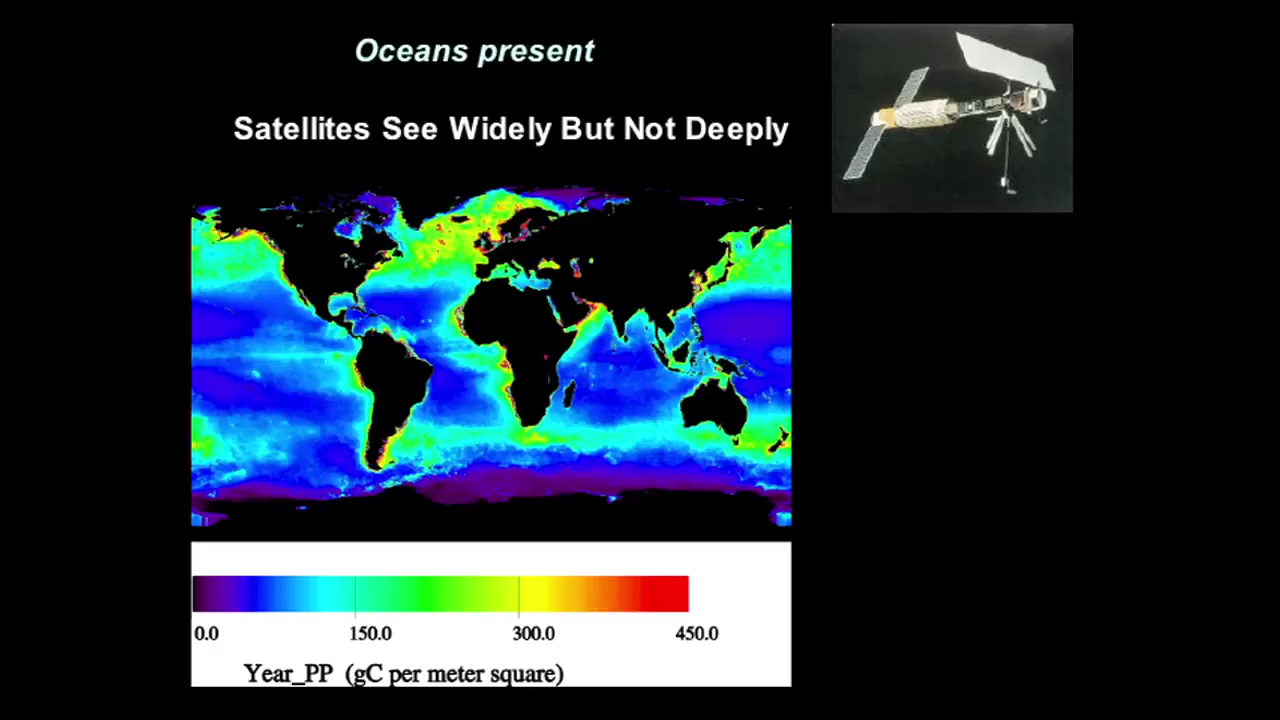 Oceans present
Satellites See Widely But Not Deeply
0.0 150.0 300.0 450.0
Year_PP (gC per meter square)